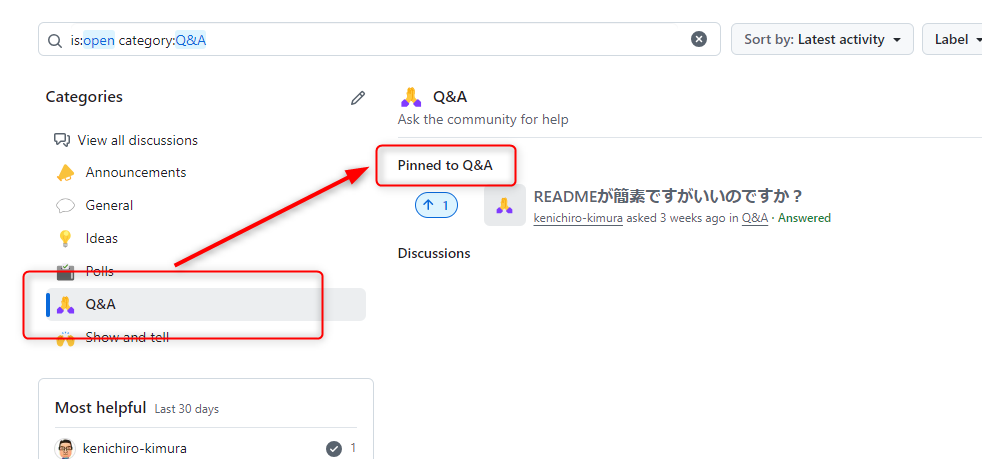 is:open category:Q&A
Sort by: Latest activity
Label
Categories
View all discussions
Announcements
General
Ideas
Polls
Q&A
Show and tell
Most helpful Last 30 days
kenichiro-kimura 1
Q&A
Ask the community for help
Pinned to Q&A
1
READMEが簡素ですがいいのですか？
kenichiro-kimura asked 3 weeks ago in Q&A · Answered
Discussions